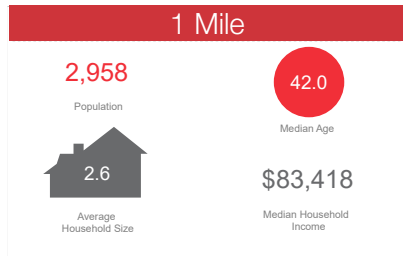 1 Mile
2,958
Population
42.0
Median Age
2.6
Average
Household Size
$83,418
Median Household
Income